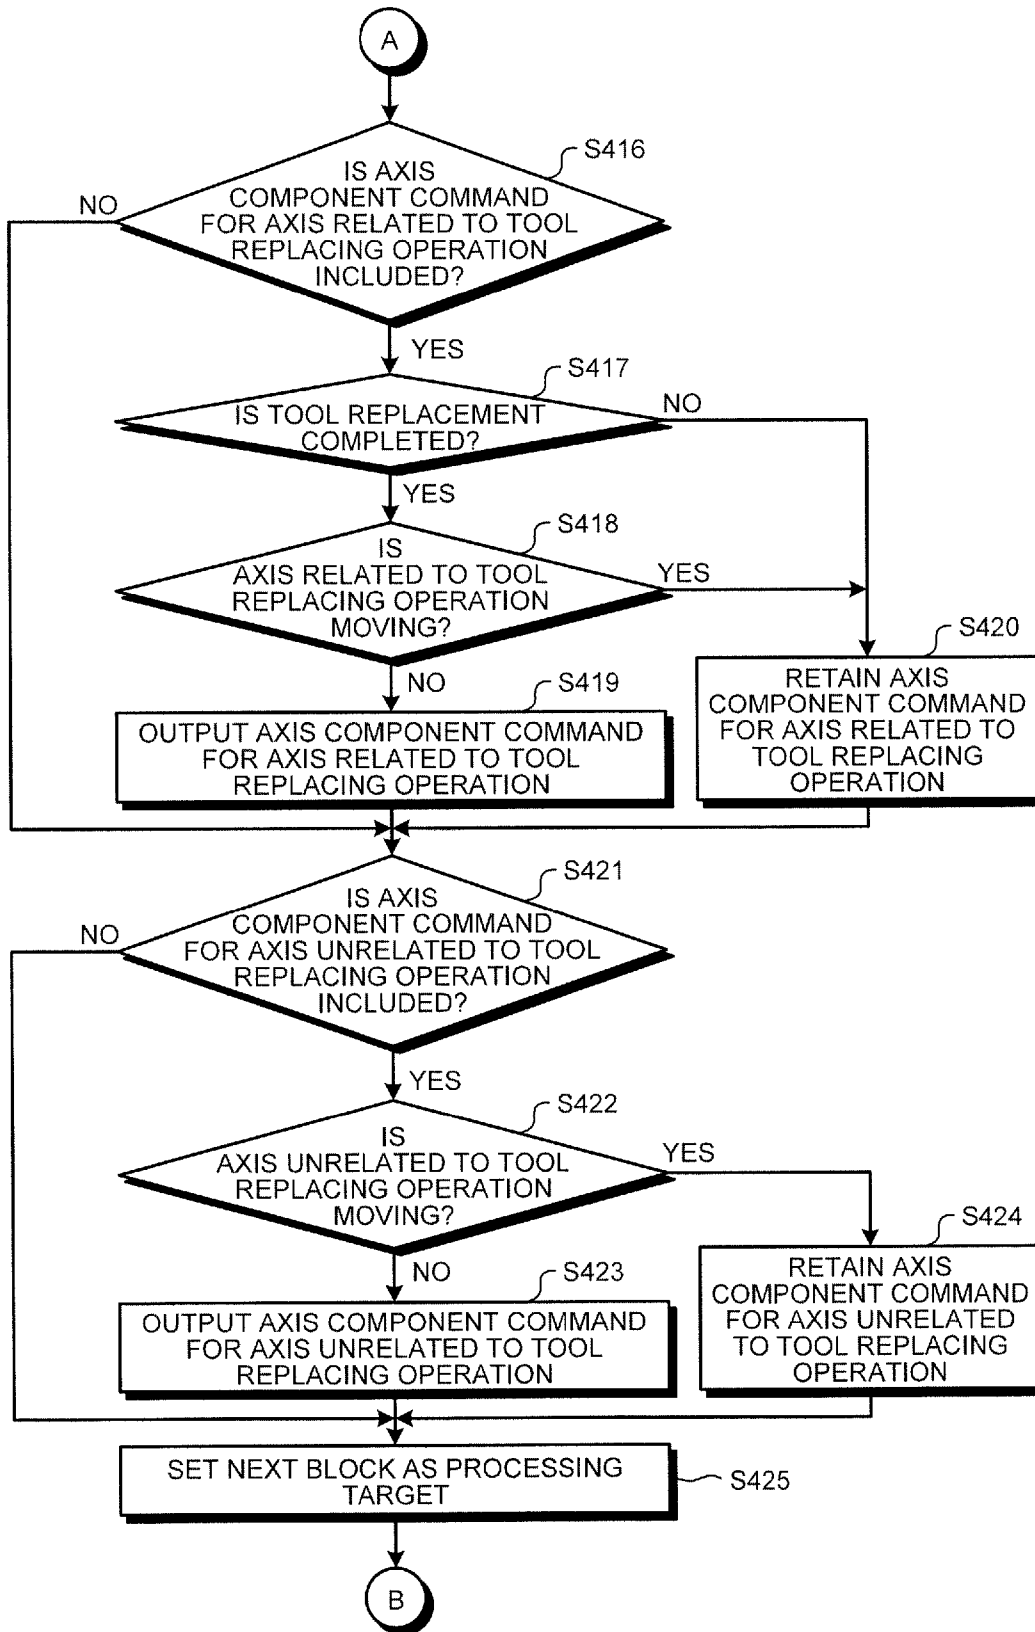 A
S416
IS AXIS
COMPONENT COMMAND
FOR AXIS RELATED TO TOOL
REPLACING OPERATION
INCLUDED?
NO
YES
S417
IS TOOL REPLACEMENT
COMPLETED?
NO
YES
S418
IS
AXIS RELATED TO TOOL
REPLACING OPERATION
MOVING?
YES
NO
S419
OUTPUT AXIS COMPONENT COMMAND
FOR AXIS RELATED TO TOOL
REPLACING OPERATION
S420
RETAIN AXIS
COMPONENT COMMAND
FOR AXIS RELATED TO
TOOL REPLACING
OPERATION
S421
IS AXIS
COMPONENT COMMAND
FOR AXIS UNRELATED TO TOOL
REPLACING OPERATION
INCLUDED?
NO
YES
S422
IS
AXIS UNRELATED TO TOOL
REPLACING OPERATION
MOVING?
YES
NO
S423
OUTPUT AXIS COMPONENT COMMAND
FOR AXIS UNRELATED TO TOOL
REPLACING OPERATION
S424
RETAIN AXIS
COMPONENT COMMAND
FOR AXIS UNRELATED
TO TOOL REPLACING
OPERATION
SET NEXT BLOCK AS PROCESSING
TARGET
S425
B